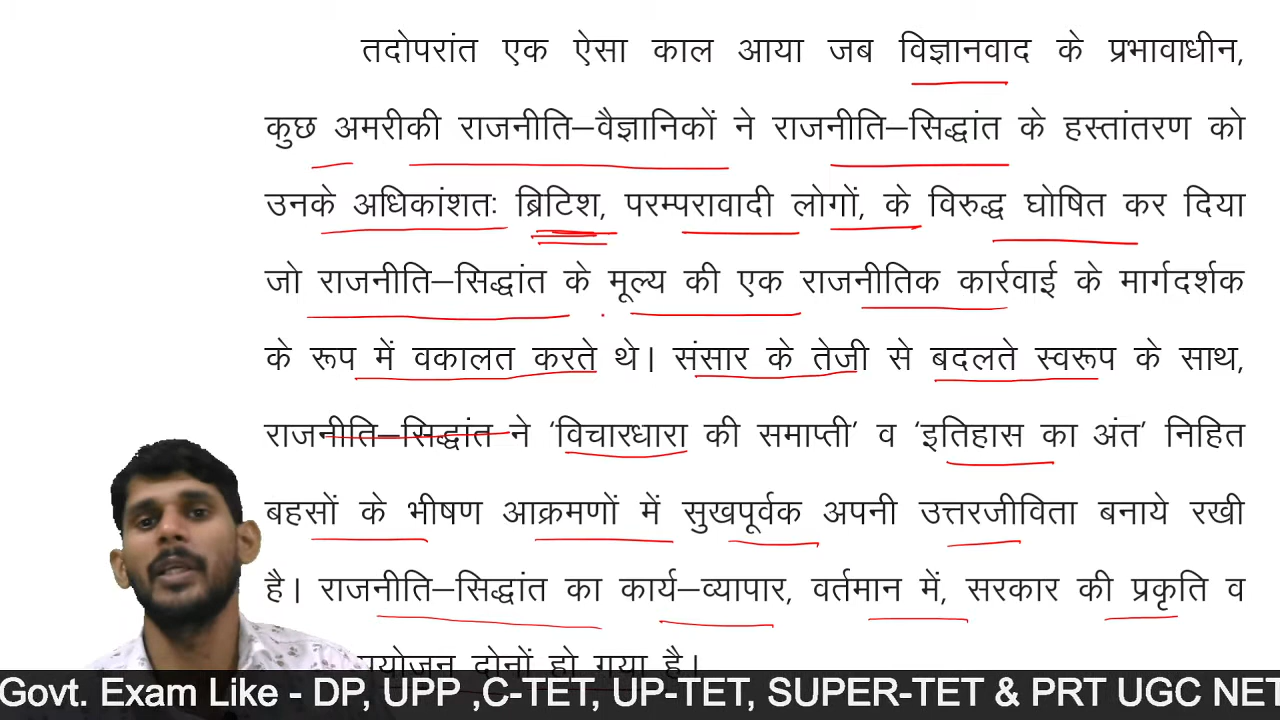 तदोपरांत एक ऐसा काल आया जब विज्ञानवाद के प्रभावाधीन,
कुछ अमरीकी राजनीति–वैज्ञानिकों ने राजनीति–सिद्धांत के हस्तांतरण को
उनके अधिकांशतः ब्रिटिश, परम्परावादी लोगों, के विरुद्ध घोषित कर दिया
जो राजनीति–सिद्धांत के मूल्य की एक राजनीतिक कार्रवाई के मार्गदर्शक
के रूप में वकालत करते थे। संसार के तेजी से बदलते स्वरूप के साथ,
राजनीति–सिद्धांत ने ‘विचारधारा की समाप्ती’ व ‘इतिहास का अंत’ निहित
बहसों के भीषण आक्रमणों में सुखपूर्वक अपनी उत्तरजीविता बनाये रखी
है। राजनीति–सिद्धांत का कार्य–व्यापार, वर्तमान में, सरकार की प्रकृति व
दोनों हो गया है।
Govt. Exam Like - DP, UPP ,C-TET, UP-TET, SUPER-TET & PRT UGC NET